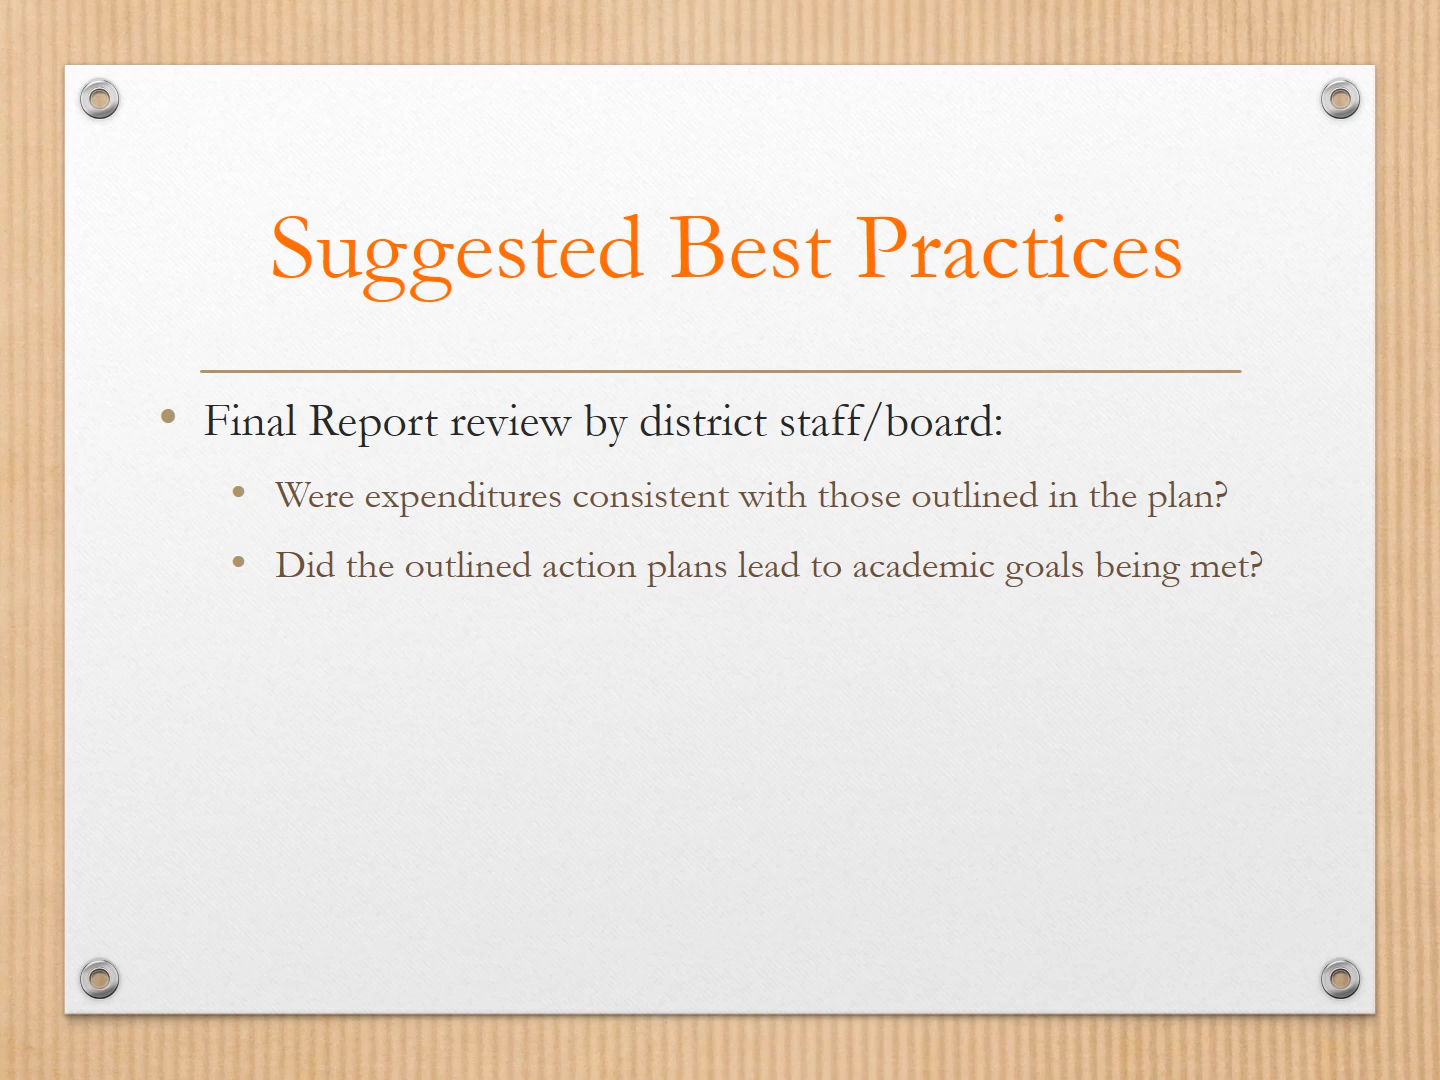 Suggested Best Practices
Final Report review by district staff/board:
Were expenditures consistent with those outlined in the plan?
Did the outlined action plans lead to academic goals being met?